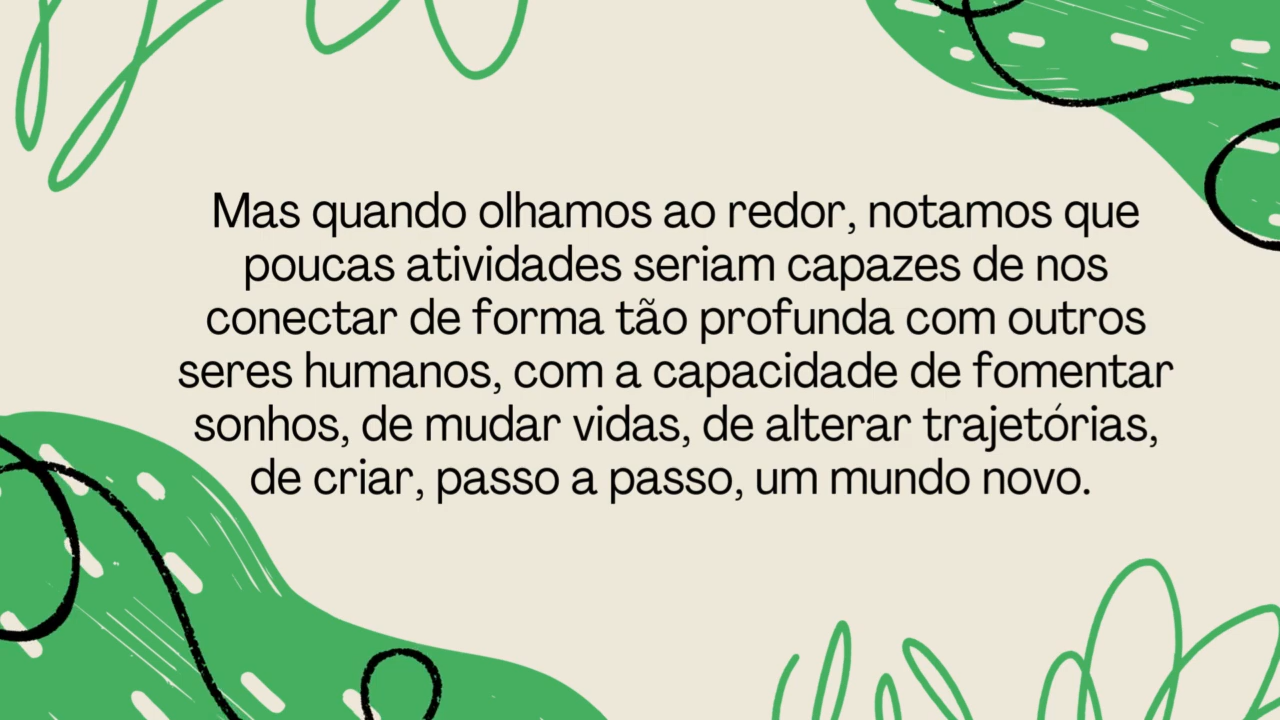 Mas quando olhamos ao redor, notamos que
poucas atividades seriam capazes de nos
conectar de forma tão profunda com outros
seres humanos, com a capacidade de fomentar
sonhos, de mudar vidas, de alterar trajetórias,
de criar, passo a passo, um mundo novo.